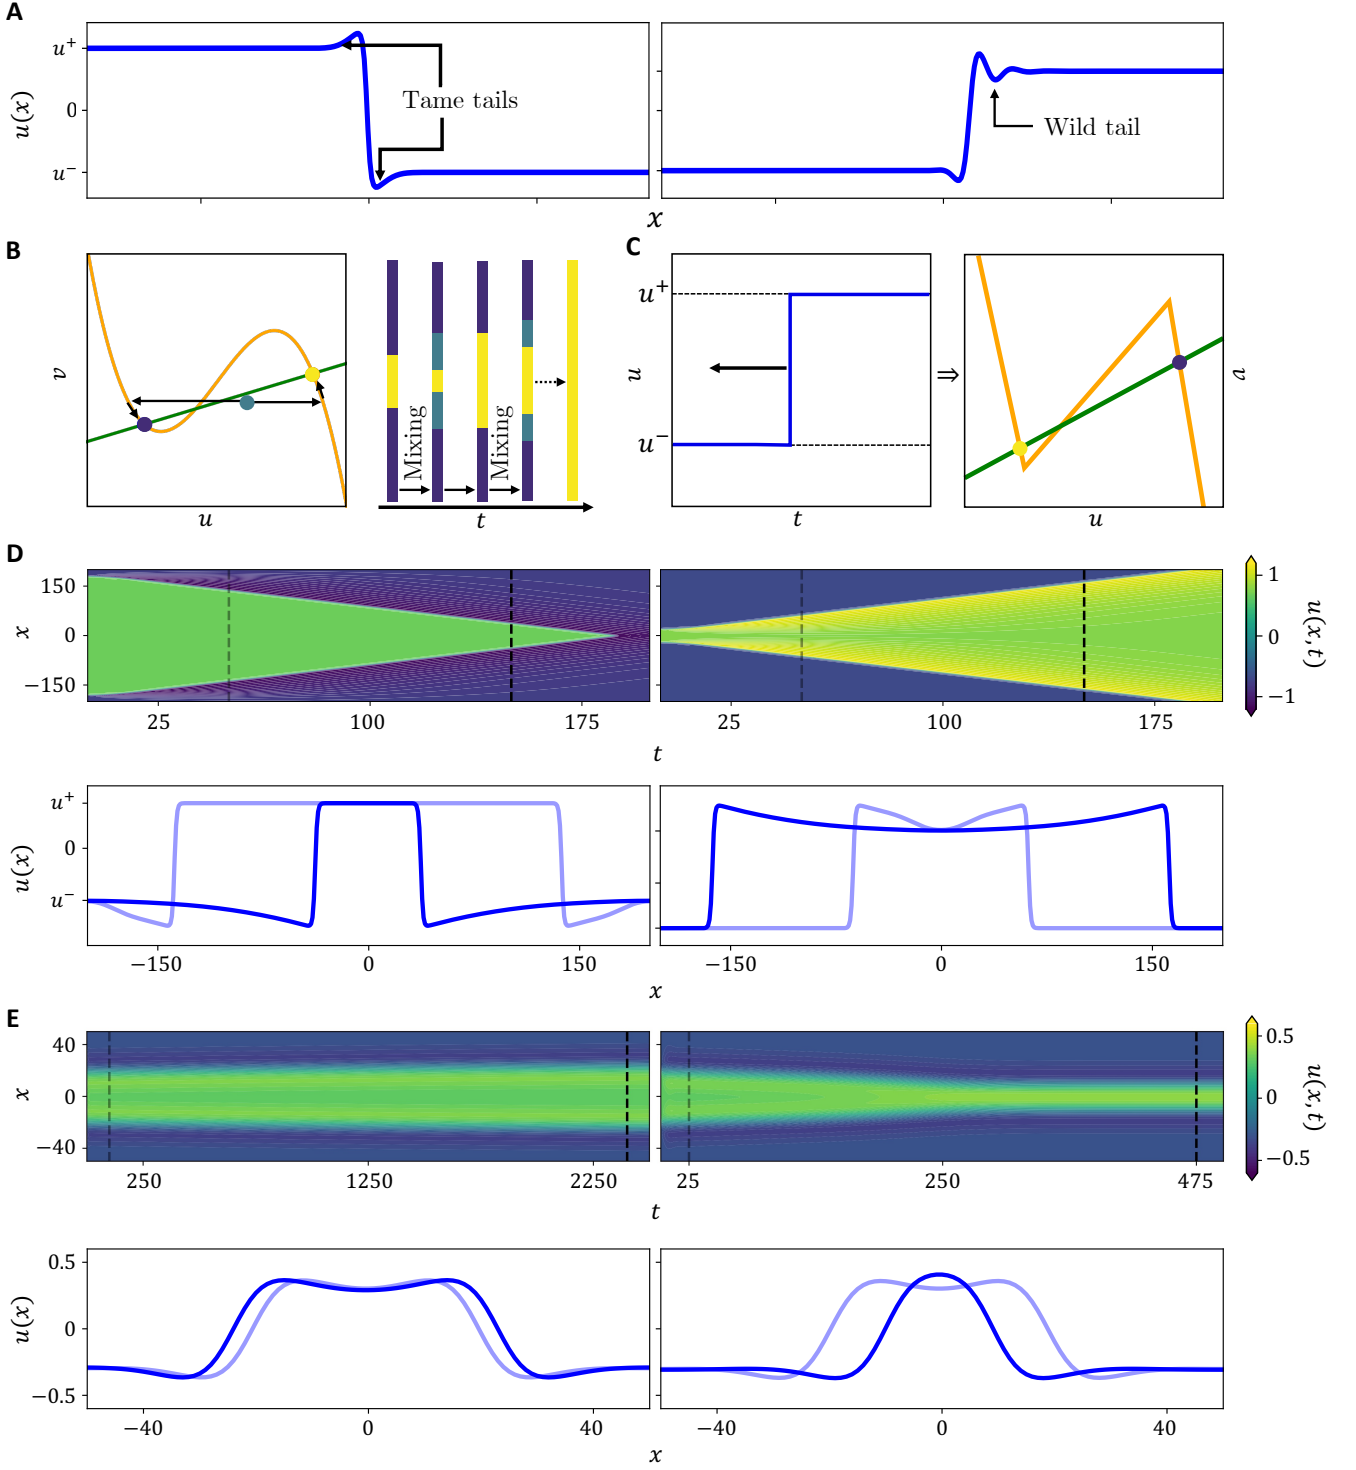 A
u⁺
0
u⁻
u(x)
Tame tails
Wild tail
x
B
v
u
Mixing
Mixing
t
C
u⁺
u
u⁻
t
⇒
v
u
D
150
0
−150
x
25
100
175
25
100
175
t
1
0
−1
u(x,t)
u⁺
0
u⁻
u(x)
−150
0
150
−150
0
150
x
E
40
0
−40
x
250
1250
2250
25
250
475
t
0.5
0
−0.5
u(x,t)
0.5
0
−0.5
u(x)
−40
0
40
−40
0
40
x